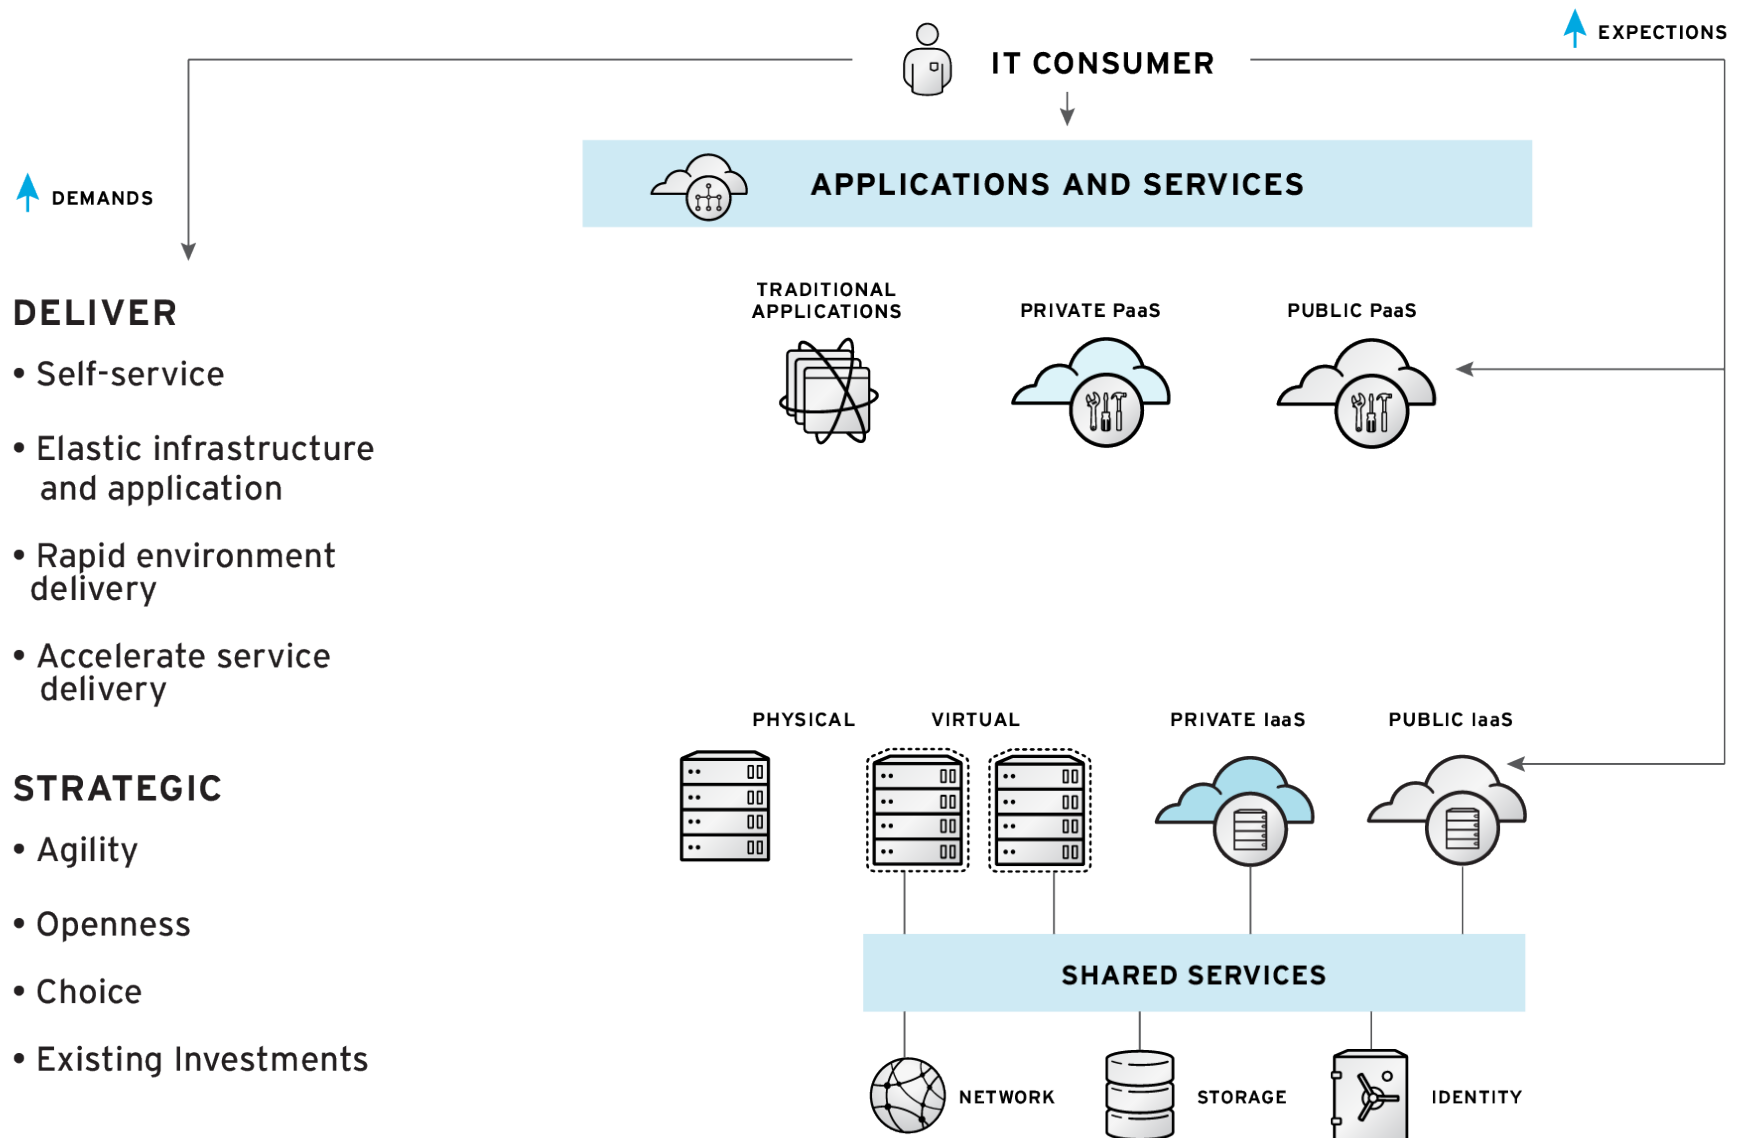 EXPECTIONS
IT CONSUMER
APPLICATIONS AND SERVICES
DEMANDS
DELIVER
• Self-service
• Elastic infrastructure
and application
• Rapid environment
delivery
• Accelerate service
delivery
STRATEGIC
• Agility
• Openness
• Choice
• Existing Investments
TRADITIONAL
APPLICATIONS
PRIVATE PaaS
PUBLIC PaaS
PHYSICAL
VIRTUAL
PRIVATE IaaS
PUBLIC IaaS
SHARED SERVICES
NETWORK
STORAGE
IDENTITY